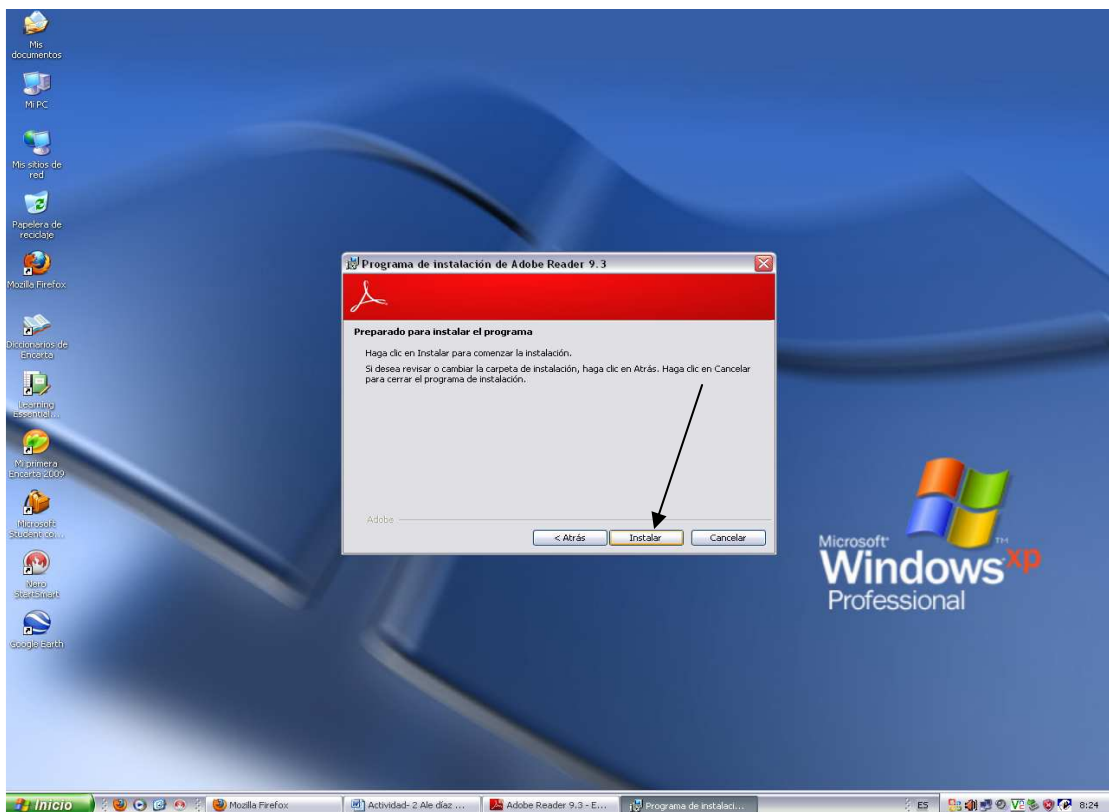 Mis
documentos
Mi PC
Mis sitios de
red
Papelera de
reciclaje
Mozilla Firefox
Diccionarios de
Encarta
Learning
Essential...
Mi primera
Encarta 2009
Microsoft
Student co...
Nero
StartSmart
Google Earth
Programa de instalación de Adobe Reader 9.3
Preparado para instalar el programa
Haga clic en Instalar para comenzar la instalación.
Si desea revisar o cambiar la carpeta de instalación, haga clic en Atrás. Haga clic en Cancelar
para cerrar el programa de instalación.
Adobe
< Atrás
Instalar
Cancelar
Microsoft
Windows xp
TM
Professional
Inicio
Mozilla Firefox
Actividad- 2 Ale díaz ...
Adobe Reader 9.3 - E...
Programa de instalaci...
ES
8:24